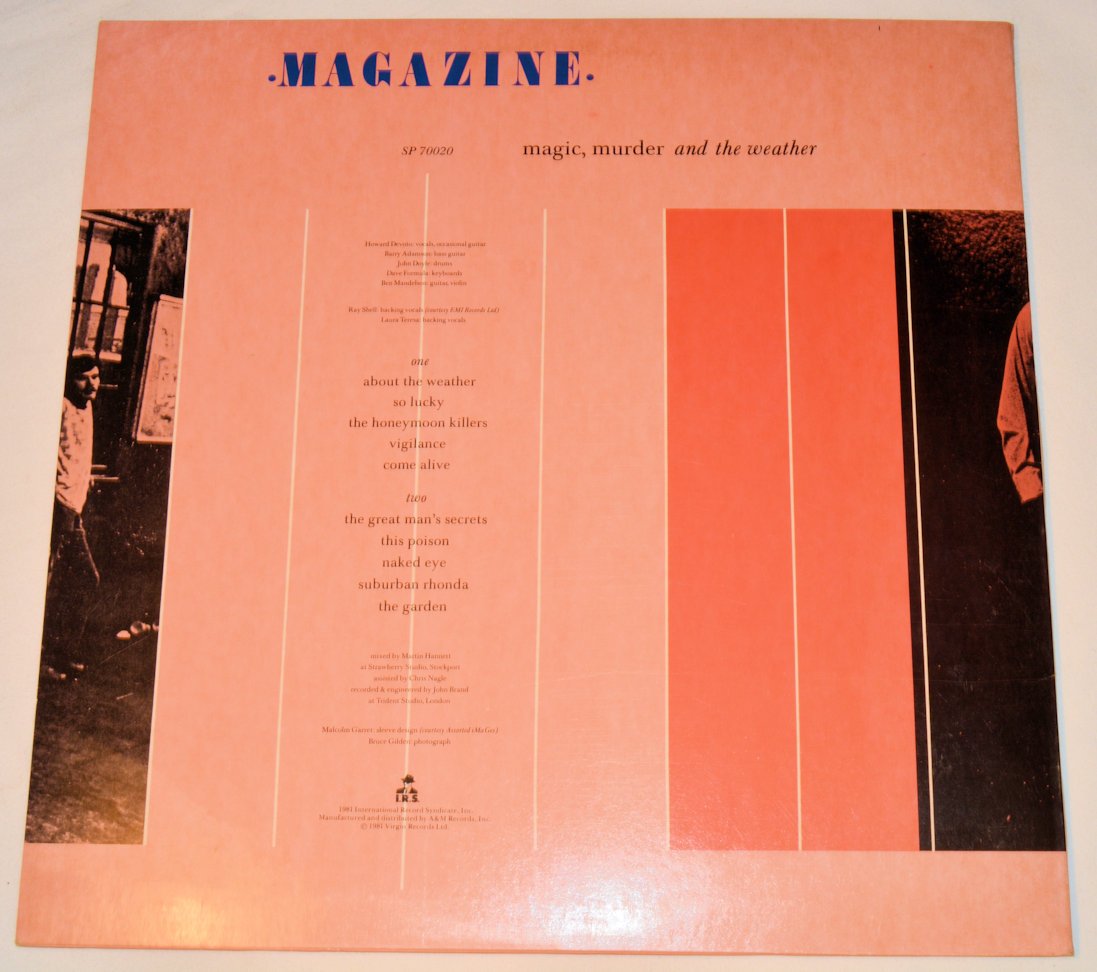 ·MAGAZINE·
SP 70020 magic, murder and the weather
Howard Devoto: vocals, occasional guitar
Barry Adamson: bass guitar
John Doyle: drums
Dave Formula: keyboards
Ben Mandelson: guitar, violin
Ray Shell: backing vocals (courtesy EMI Records Ltd)
Laura Teresa: backing vocals
one
about the weather
so lucky
the honeymoon killers
vigilance
come alive
two
the great man's secrets
this poison
naked eye
suburban rhonda
the garden
mixed by Martin Hannett
at Strawberry Studio, Stockport
assisted by Chris Nagle
recorded & engineered by John Brand
at Trident Studio, London
Malcolm Garret: sleeve design (courtesy Assorted iMaGes)
Bruce Gilden: photograph
I.R.S.
1981 International Record Syndicate, Inc.
Manufactured and distributed by A&M Records, Inc.
© 1981 Virgin Records Ltd.